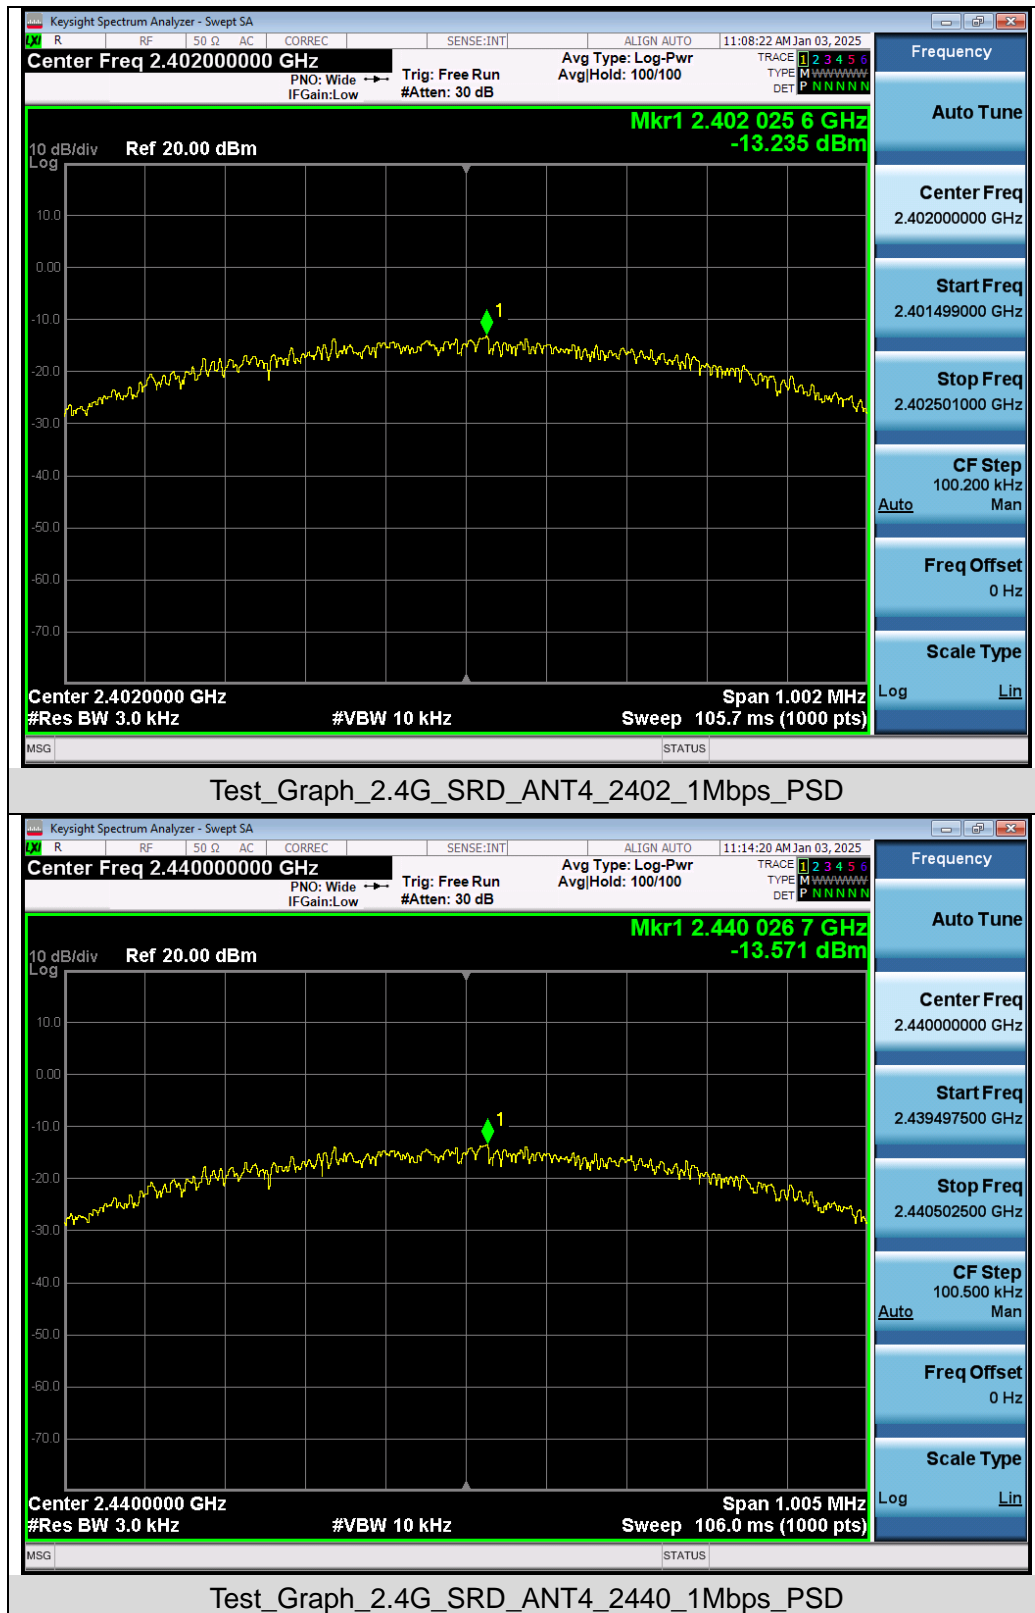 Keysight Spectrum Analyzer - Swept SA
LXI R RF 50 Ω AC CORREC SENSE:INT ALIGN AUTO 11:08:22 AM Jan 03, 2025
Center Freq 2.402000000 GHz Avg Type: Log-Pwr TRACE 1 2 3 4 5 6
PNO: Wide Trig: Free Run Avg|Hold: 100/100 TYPE M WWWWW
IFGain:Low #Atten: 30 dB DET P N N N N N
Mkr1 2.402 025 6 GHz
-13.235 dBm
10 dB/div Ref 20.00 dBm
Log
10.0
0.00
1
-10.0
-20.0
-30.0
-40.0
-50.0
-60.0
-70.0
Center 2.4020000 GHz Span 1.002 MHz
#Res BW 3.0 kHz #VBW 10 kHz Sweep 105.7 ms (1000 pts)
MSG STATUS
Frequency
Auto Tune
Center Freq
2.402000000 GHz
Start Freq
2.401499000 GHz
Stop Freq
2.402501000 GHz
CF Step
100.200 kHz
Auto Man
Freq Offset
0 Hz
Scale Type
Log Lin
Test_Graph_2.4G_SRD_ANT4_2402_1Mbps_PSD
Keysight Spectrum Analyzer - Swept SA
LXI R RF 50 Ω AC CORREC SENSE:INT ALIGN AUTO 11:14:20 AM Jan 03, 2025
Center Freq 2.440000000 GHz Avg Type: Log-Pwr TRACE 1 2 3 4 5 6
PNO: Wide Trig: Free Run Avg|Hold: 100/100 TYPE M WWWWW
IFGain:Low #Atten: 30 dB DET P N N N N N
Mkr1 2.440 026 7 GHz
-13.571 dBm
10 dB/div Ref 20.00 dBm
Log
10.0
0.00
1
-10.0
-20.0
-30.0
-40.0
-50.0
-60.0
-70.0
Center 2.4400000 GHz Span 1.005 MHz
#Res BW 3.0 kHz #VBW 10 kHz Sweep 106.0 ms (1000 pts)
MSG STATUS
Frequency
Auto Tune
Center Freq
2.440000000 GHz
Start Freq
2.439497500 GHz
Stop Freq
2.440502500 GHz
CF Step
100.500 kHz
Auto Man
Freq Offset
0 Hz
Scale Type
Log Lin
Test_Graph_2.4G_SRD_ANT4_2440_1Mbps_PSD